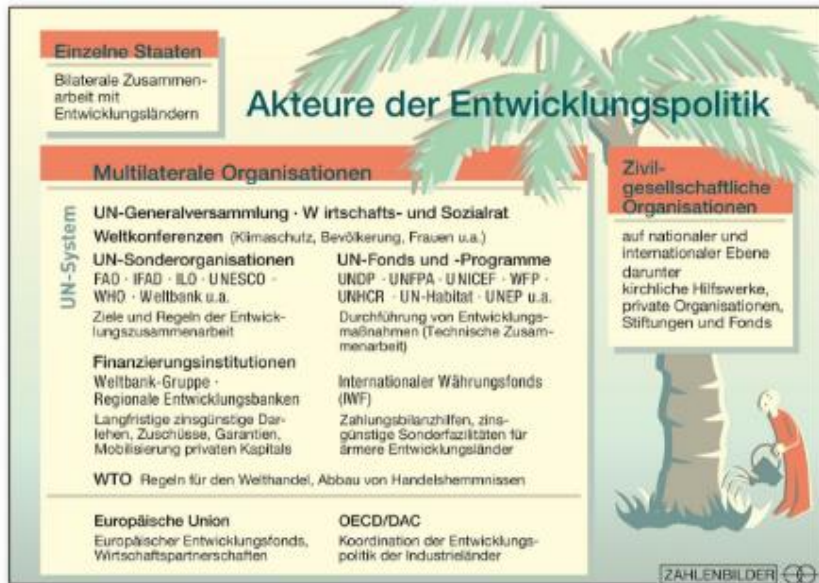 Einzelne Staaten
Bilaterale Zusammen-
arbeit mit
Entwicklungsländern
Akteure der Entwicklungspolitik
Multilaterale Organisationen
UN-System
UN-Generalversammlung · W irtschafts- und Sozialrat
Weltkonferenzen (Klimaschutz, Bevölkerung, Frauen u.a.)
UN-Sonderorganisationen
FAO · IFAD · ILO · UNESCO ·
WHO · Weltbank u.a.
Ziele und Regeln der Entwick-
lungszusammenarbeit
UN-Fonds und -Programme
UNDP · UNFPA · UNICEF · WFP ·
UNHCR · UN-Habitat · UNEP u.a.
Durchführung von Entwicklungs-
maßnahmen (Technische Zusam-
menarbeit)
Finanzierungsinstitutionen
Weltbank-Gruppe ·
Regionale Entwicklungsbanken
Langfristige zinsgünstige Dar-
lehen, Zuschüsse, Garantien,
Mobilisierung privaten Kapitals
Internationaler Währungsfonds
(IWF)
Zahlungsbilanzhilfen, zins-
günstige Sonderfazilitäten für
ärmere Entwicklungsländer
WTO Regeln für den Welthandel, Abbau von Handelshemmnissen
Europäische Union
Europäischer Entwicklungsfonds,
Wirtschaftspartnerschaften
OECD/DAC
Koordination der Entwicklungs-
politik der Industrieländer
Zivil-
gesellschaftliche
Organisationen
auf nationaler und
internationaler Ebene
darunter
kirchliche Hilfswerke,
private Organisationen,
Stiftungen und Fonds
ZAHLENBILDER